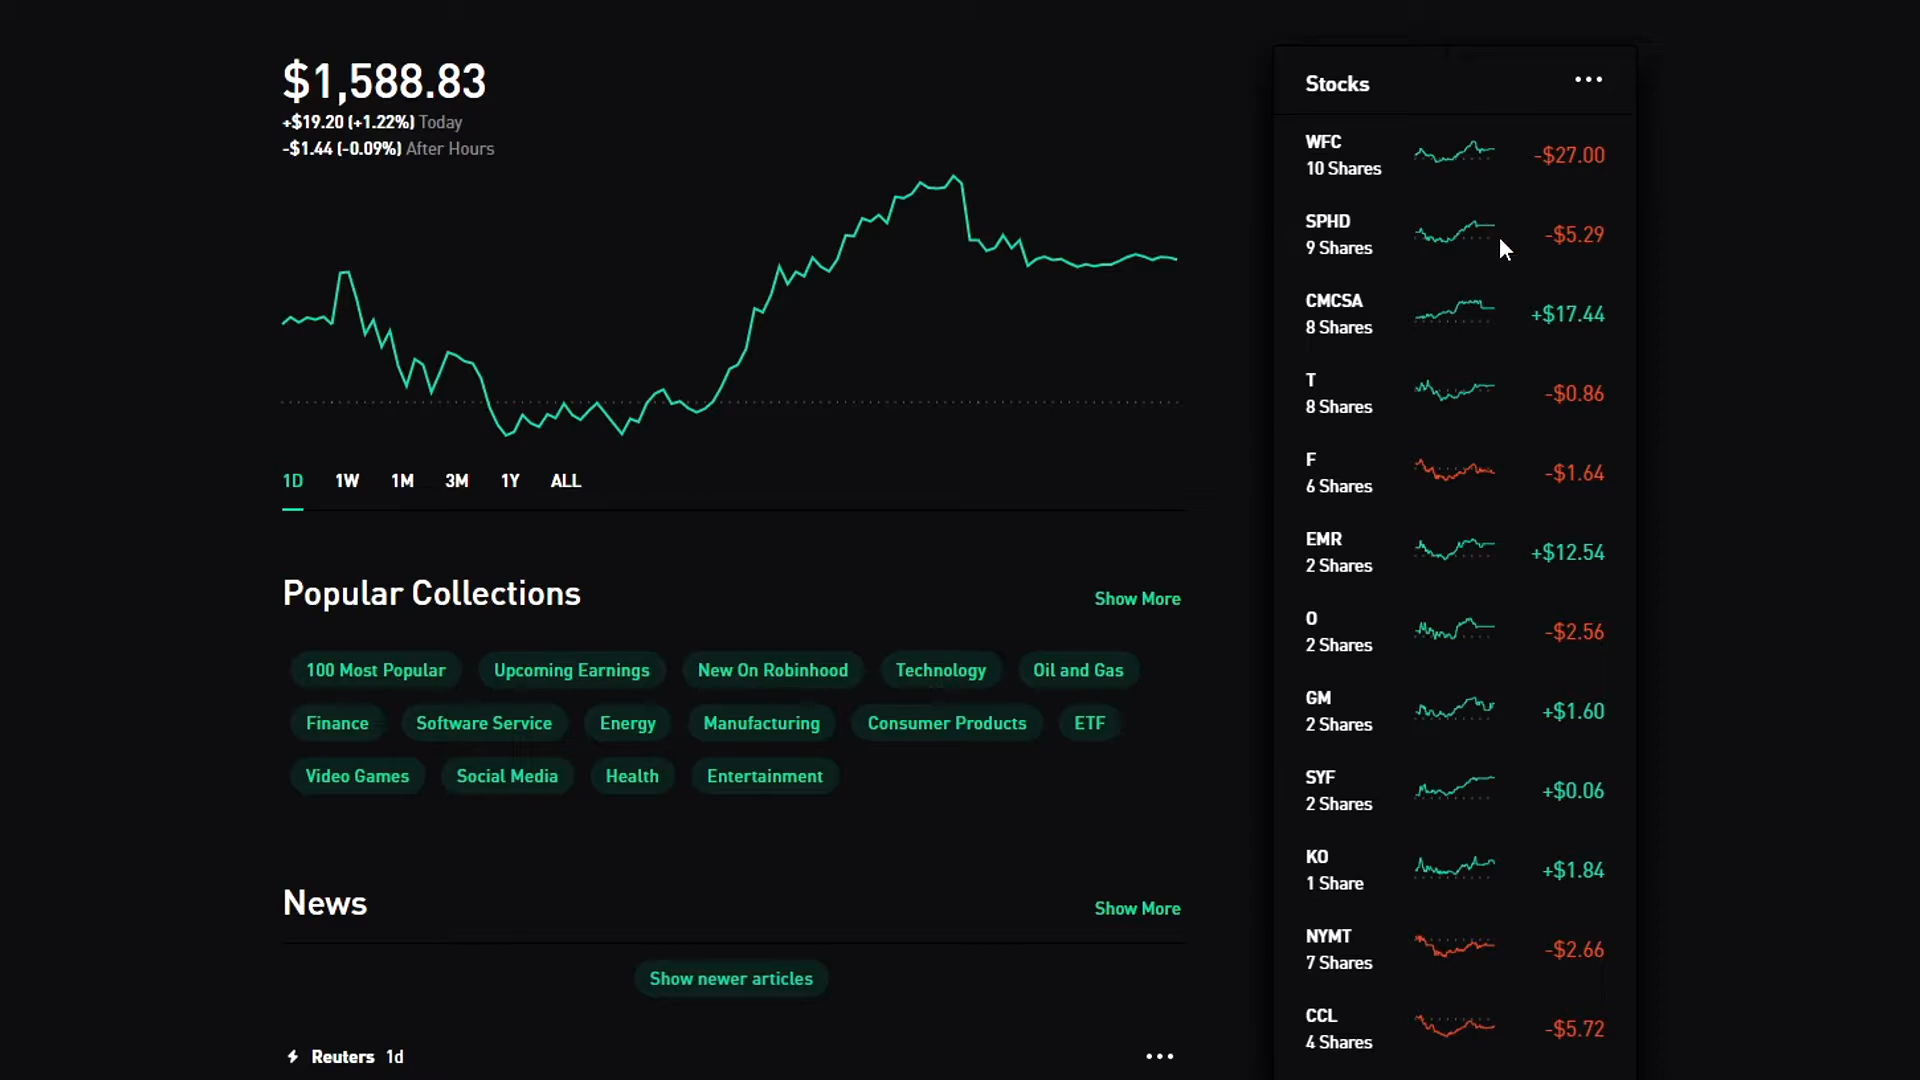 $1,588.83
+$19.20 (+1.22%) Today
-$1.44 (-0.09%) After Hours
1D 1W 1M 3M 1Y ALL
Popular Collections
Show More
100 Most Popular Upcoming Earnings New On Robinhood Technology Oil and Gas
Finance Software Service Energy Manufacturing Consumer Products ETF
Video Games Social Media Health Entertainment
News
Show More
Show newer articles
Reuters 1d
Stocks
WFC
10 Shares
-$27.00
SPHD
9 Shares
-$5.29
CMCSA
8 Shares
+$17.44
T
8 Shares
-$0.86
F
6 Shares
-$1.64
EMR
2 Shares
+$12.54
O
2 Shares
-$2.56
GM
2 Shares
+$1.60
SYF
2 Shares
+$0.06
KO
1 Share
+$1.84
NYMT
7 Shares
-$2.66
CCL
4 Shares
-$5.72